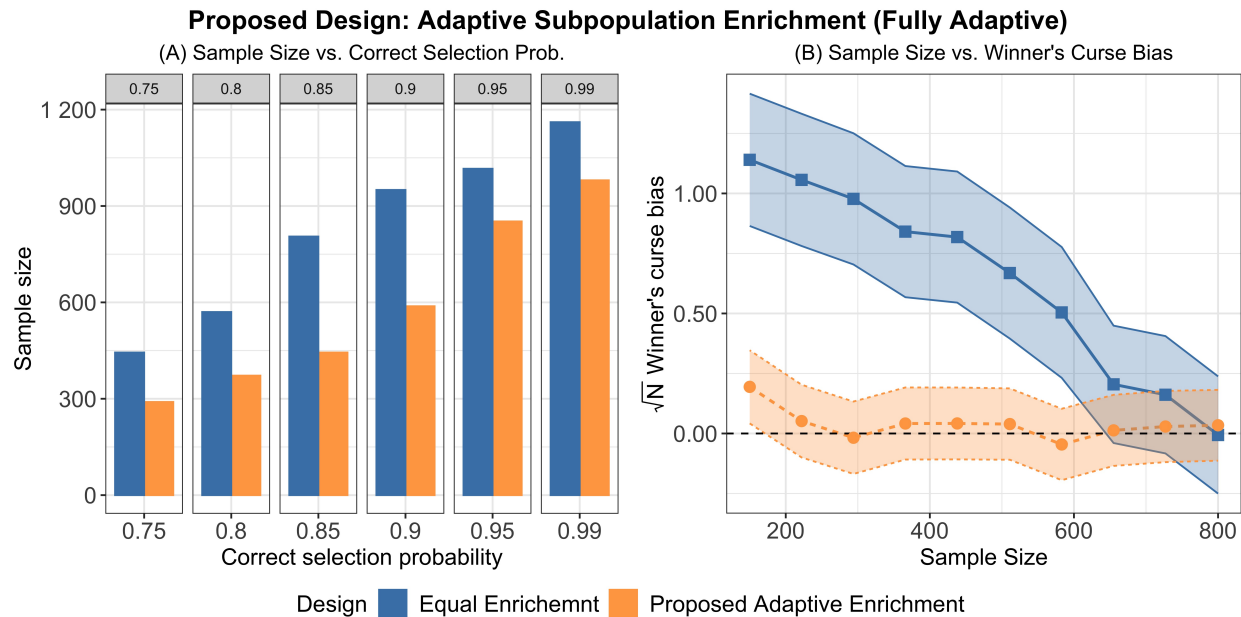 Proposed Design: Adaptive Subpopulation Enrichment (Fully Adaptive)
(A) Sample Size vs. Correct Selection Prob.
0.75 0.8 0.85 0.9 0.95 0.99
1 200
900
600
300
0
Sample size
0.75 0.8 0.85 0.9 0.95 0.99
Correct selection probability
(B) Sample Size vs. Winner's Curse Bias
1.00
0.50
0.00
√N Winner's curse bias
200 400 600 800
Sample Size
Design Equal Enrichemnt Proposed Adaptive Enrichment